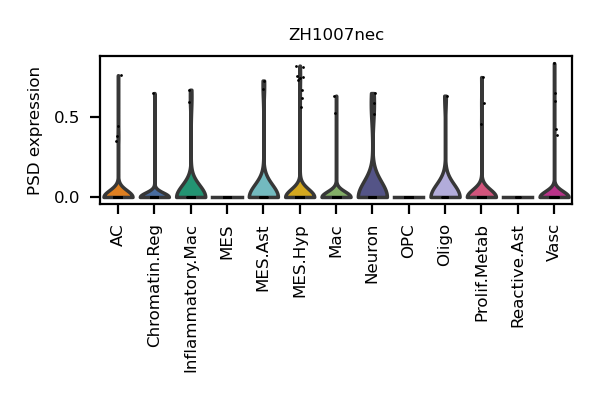 ZH1007nec
PSD expression
0.5
0.0
AC
Chromatin.Reg
Inflammatory.Mac
MES
MES.Ast
MES.Hyp
Mac
Neuron
OPC
Oligo
Prolif.Metab
Reactive.Ast
Vasc